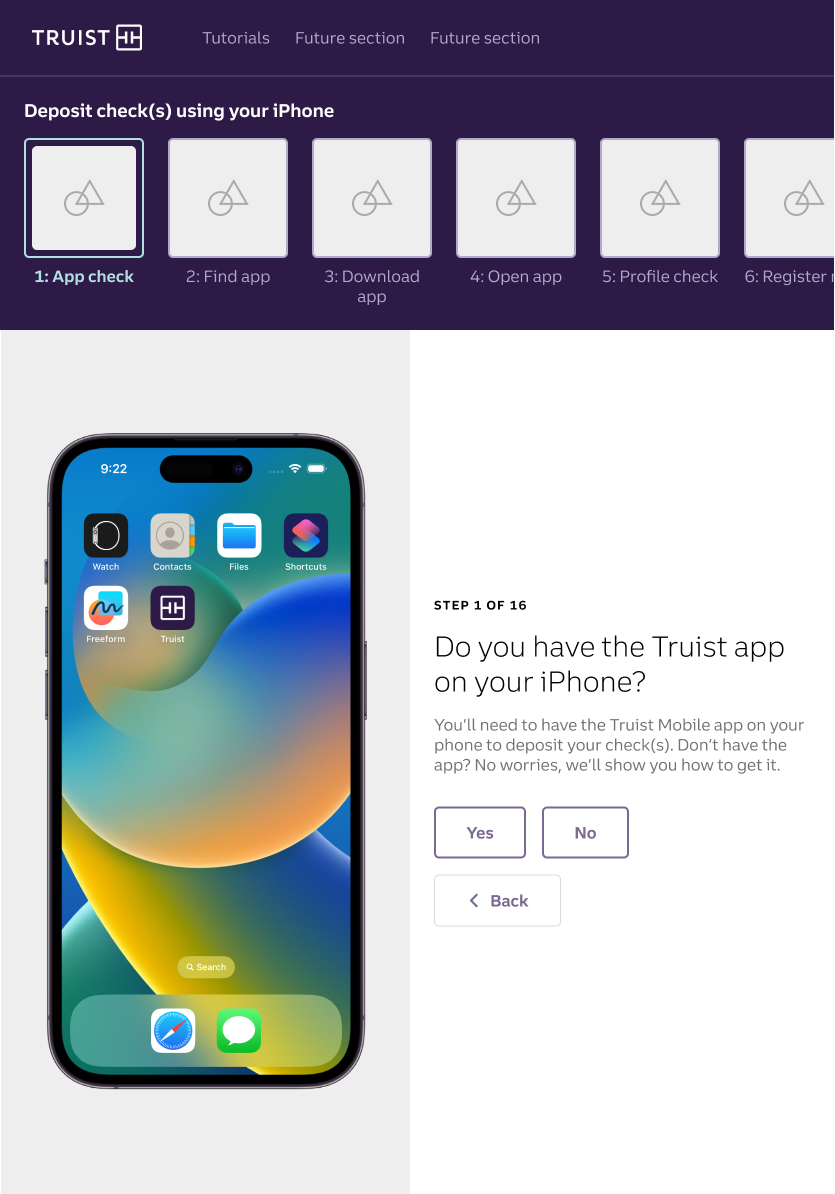 TRUIST
Tutorials Future section Future section
Deposit check(s) using your iPhone
1: App check
2: Find app
3: Download
app
4: Open app
5: Profile check
6: Register
9:22
Watch Contacts Files Shortcuts
Freeform Truist
Search
STEP 1 OF 16
Do you have the Truist app
on your iPhone?
You’ll need to have the Truist Mobile app on your
phone to deposit your check(s). Don’t have the
app? No worries, we’ll show you how to get it.
Yes No
Back